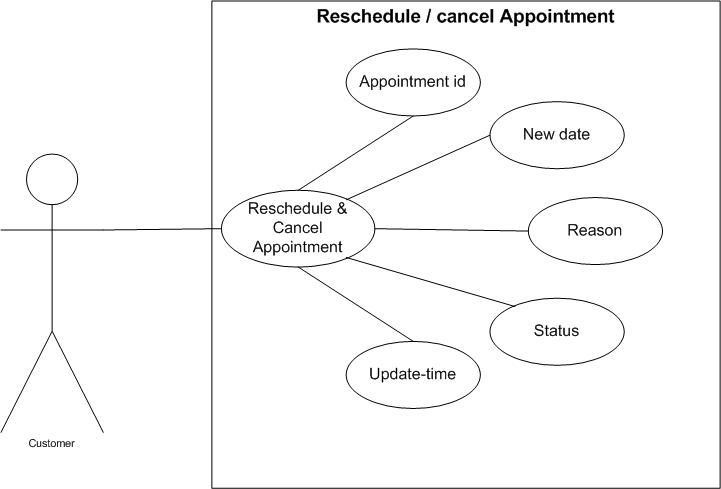 Reschedule / cancel Appointment
Appointment id
New date
Reschedule &
Cancel
Appointment
Reason
Status
Update-time
Customer